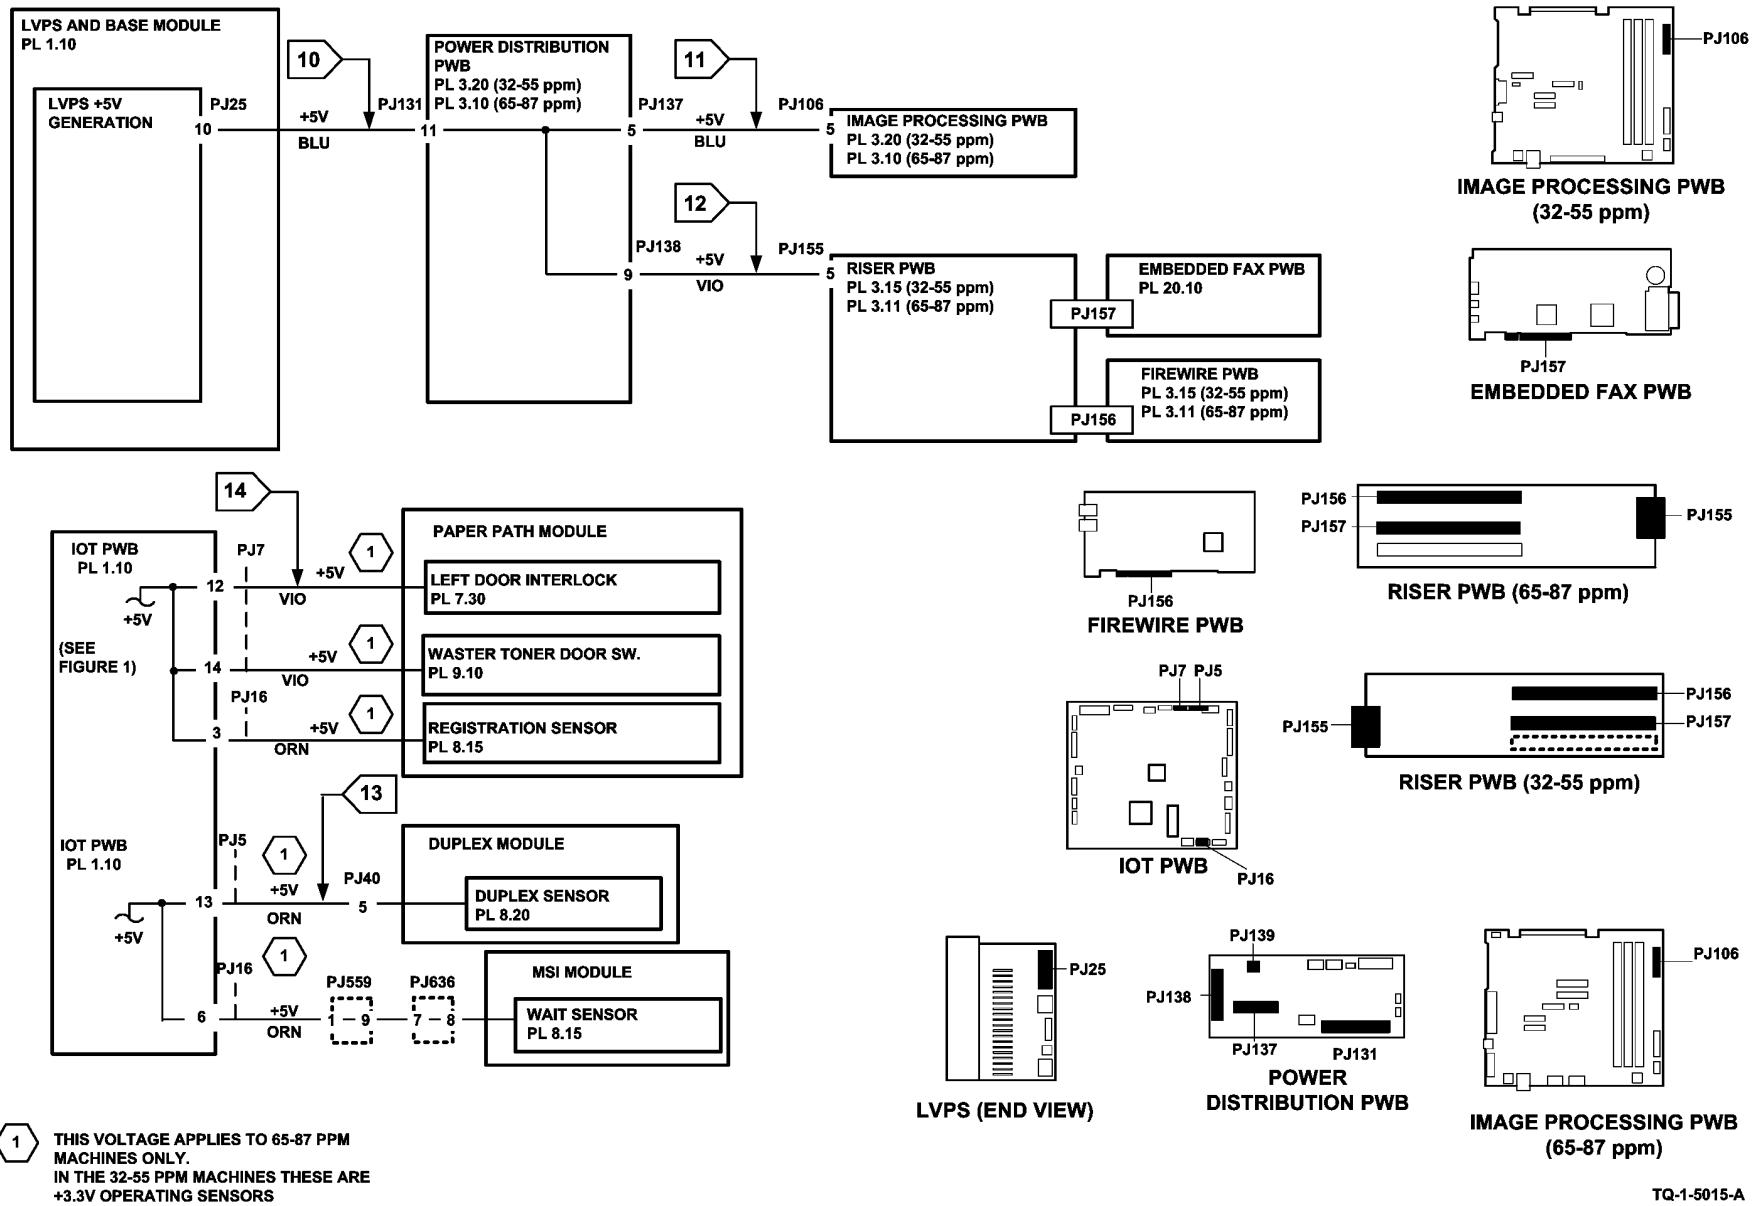 LVPS AND BASE MODULE
PL 1.10
LVPS +5V
GENERATION
PJ25
10
+5V
BLU
10
PJ131
11
POWER DISTRIBUTION
PWB
PL 3.20 (32-55 ppm)
PL 3.10 (65-87 ppm)
PJ137
5
11
+5V
BLU
PJ106
5
IMAGE PROCESSING PWB
PL 3.20 (32-55 ppm)
PL 3.10 (65-87 ppm)
12
PJ138
9
+5V
VIO
PJ155
5
RISER PWB
PL 3.15 (32-55 ppm)
PL 3.11 (65-87 ppm)
PJ157
EMBEDDED FAX PWB
PL 20.10
PJ156
FIREWIRE PWB
PL 3.15 (32-55 ppm)
PL 3.11 (65-87 ppm)
PJ106
IMAGE PROCESSING PWB
(32-55 ppm)
PJ157
EMBEDDED FAX PWB
14
IOT PWB
PL 1.10
+5V
(SEE
FIGURE 1)
PJ7
12
+5V
VIO
1
PAPER PATH MODULE
LEFT DOOR INTERLOCK
PL 7.30
14
+5V
VIO
1
WASTER TONER DOOR SW.
PL 9.10
PJ16
3
+5V
ORN
1
REGISTRATION SENSOR
PL 8.15
13
IOT PWB
PL 1.10
+5V
PJ5
13
1
+5V
ORN
PJ40
5
DUPLEX MODULE
DUPLEX SENSOR
PL 8.20
PJ16
6
1
+5V
ORN
PJ559
1
9
PJ636
7
8
MSI MODULE
WAIT SENSOR
PL 8.15
PJ156
FIREWIRE PWB
PJ156
PJ157
PJ155
RISER PWB (65-87 ppm)
PJ7
PJ5
IOT PWB
PJ16
PJ155
PJ156
PJ157
RISER PWB (32-55 ppm)
PJ25
LVPS (END VIEW)
PJ139
PJ138
PJ137
PJ131
POWER
DISTRIBUTION PWB
PJ106
IMAGE PROCESSING PWB
(65-87 ppm)
1
THIS VOLTAGE APPLIES TO 65-87 PPM
MACHINES ONLY.
IN THE 32-55 PPM MACHINES THESE ARE
+3.3V OPERATING SENSORS
TQ-1-5015-A